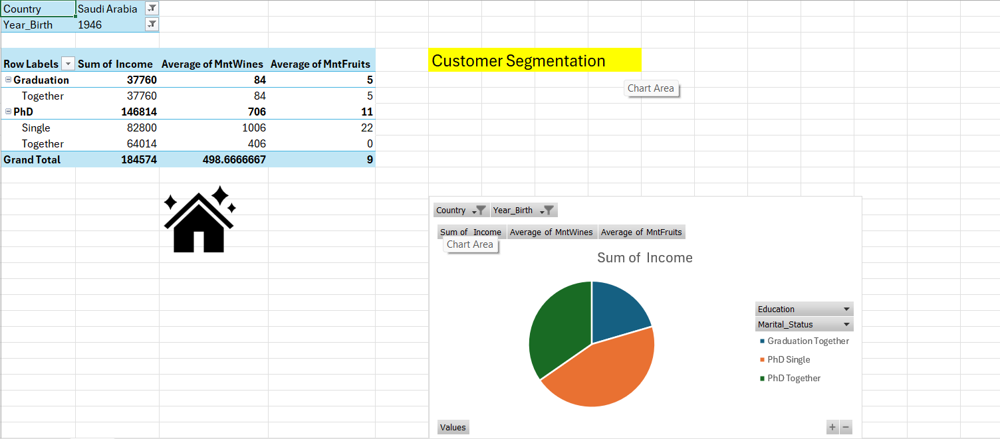 Country Saudi Arabia
Year_Birth 1946
Row Labels Sum of Income Average of MntWines Average of MntFruits
Graduation 37760 84 5
Together 37760 84 5
PhD 146814 706 11
Single 82800 1006 22
Together 64014 406 0
Grand Total 184574 498.6666667 9
Customer Segmentation
Chart Area
Country Year_Birth
Sum of Income Average of MntWines Average of MntFruits
Chart Area
Sum of Income
Education
Marital_Status
Graduation Together
PhD Single
PhD Together
Values